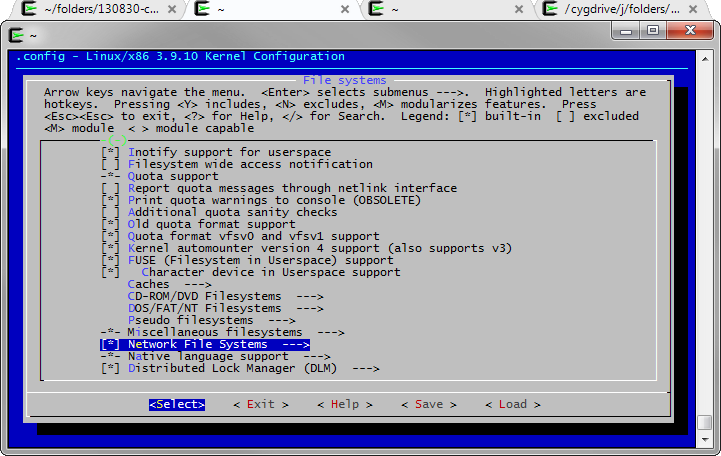 ~/folders/130830-c...
~
~
/cygdrive/j/folders/...
~
.config - Linux/x86 3.9.10 Kernel Configuration
File systems
Arrow keys navigate the menu.  <Enter> selects submenus --->.  Highlighted letters are
hotkeys.  Pressing <Y> includes, <N> excludes, <M> modularizes features.  Press
<Esc><Esc> to exit, <?> for Help, </> for Search.  Legend: [*] built-in  [ ] excluded
<M> module  < > module capable
^(-)
[*] Inotify support for userspace
[ ] Filesystem wide access notification
-*- Quota support
[ ] Report quota messages through netlink interface
[*] Print quota warnings to console (OBSOLETE)
[ ] Additional quota sanity checks
[*] Old quota format support
[*] Quota format vfsv0 and vfsv1 support
[*] Kernel automounter version 4 support (also supports v3)
[*] FUSE (Filesystem in Userspace) support
[*]   Character device in Userspace support
Caches  --->
CD-ROM/DVD Filesystems  --->
DOS/FAT/NT Filesystems  --->
Pseudo filesystems  --->
-*- Miscellaneous filesystems  --->
[*] Network File Systems  --->
-*- Native language support  --->
[*] Distributed Lock Manager (DLM)  --->
<Select>    < Exit >    < Help >    < Save >    < Load >